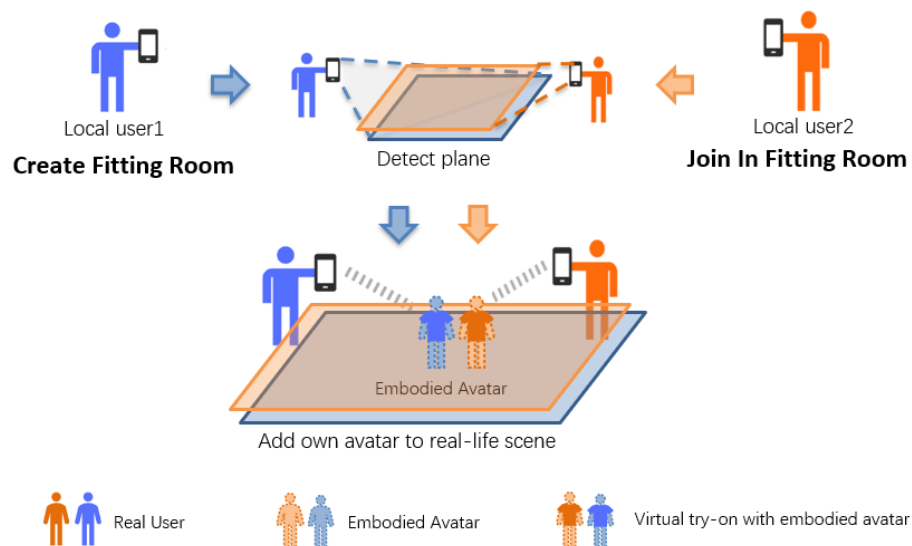 Local user1
Create Fitting Room
Detect plane
Local user2
Join In Fitting Room
Embodied Avatar
Add own avatar to real-life scene
Real User
Embodied Avatar
Virtual try-on with embodied avatar